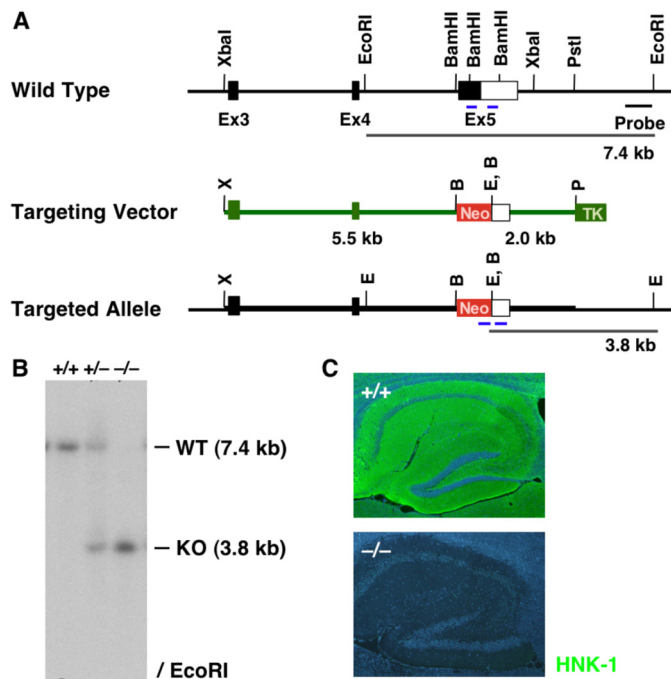 A
XbaI
EcoRI
BamHI
BamHI
BamHI
XbaI
PstI
EcoRI
Wild Type
Ex3
Ex4
Ex5
Probe
7.4 kb
X
B
E, B
P
Targeting Vector
Neo
TK
5.5 kb
2.0 kb
X
E
B
E, B
E
Targeted Allele
Neo
3.8 kb
B
+/+ +/– –/–
WT (7.4 kb)
KO (3.8 kb)
/ EcoRI
C
+/+
–/–
HNK-1